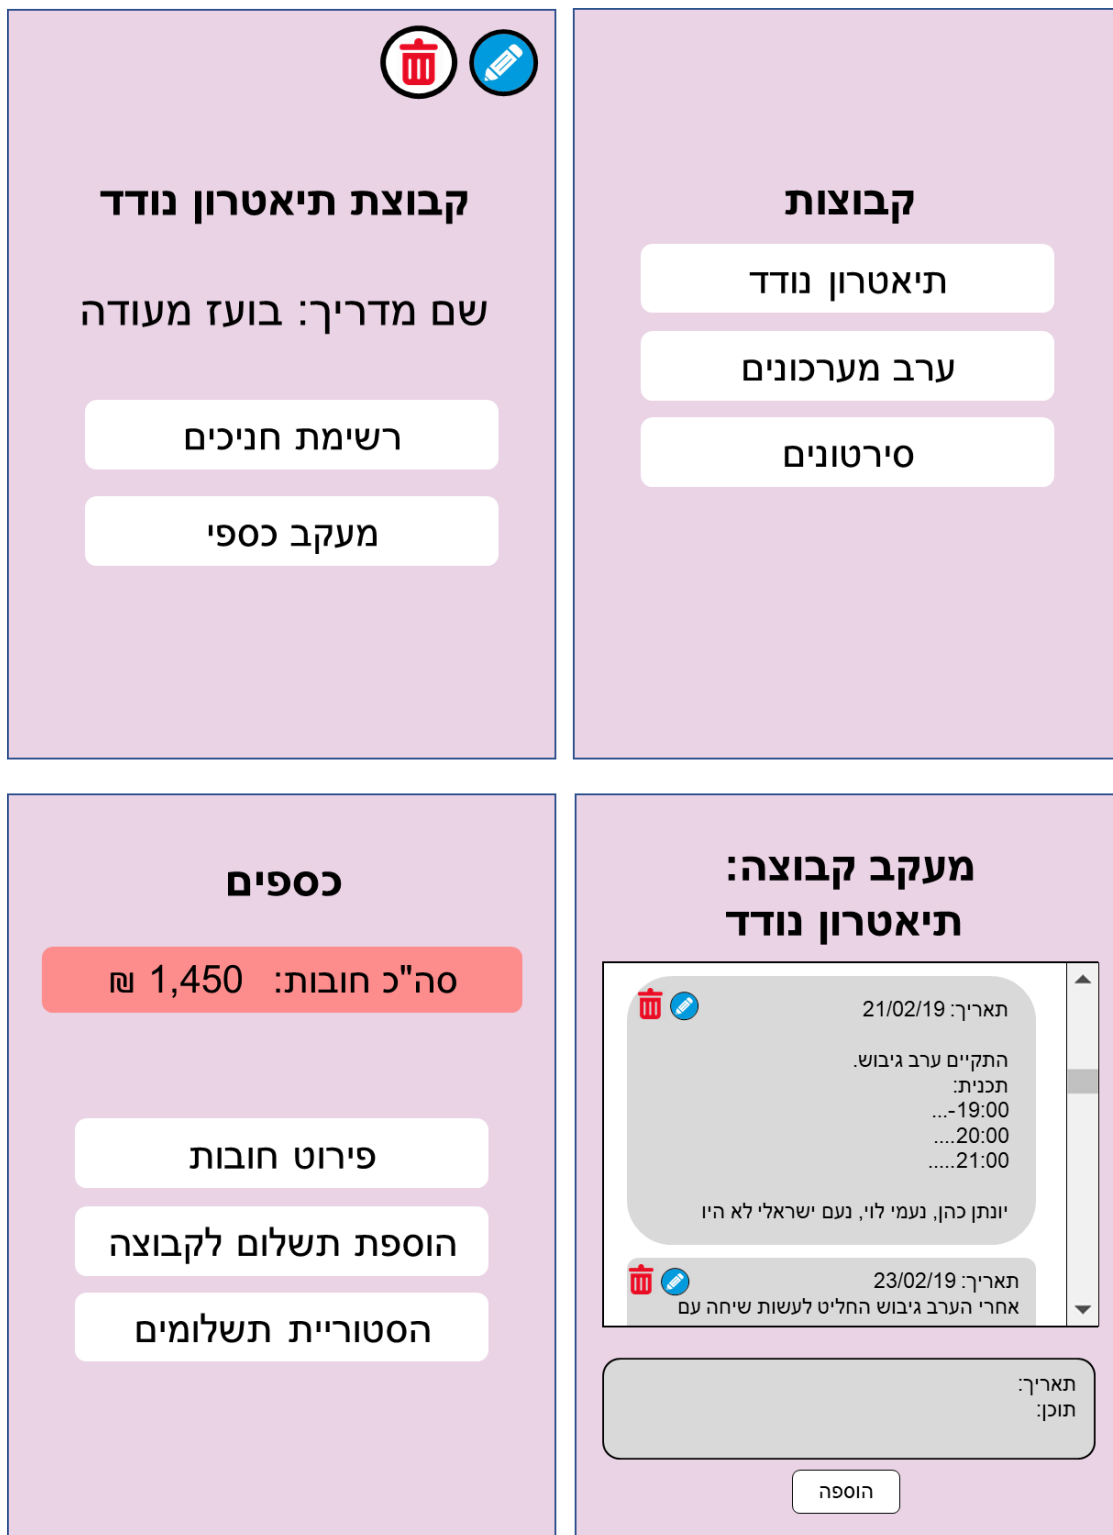 קבוצות
תיאטרון נודד
ערב מערכונים
סירטונים
קבוצת תיאטרון נודד
שם מדריך: בועז מעודה
רשימת חניכים
מעקב כספי
מעקב קבוצה:
תיאטרון נודד
תאריך: 21/02/19
התקיים ערב גיבוש.
תכנית:
19:00-...
20:00....
21:00.....
יונתן כהן, נעמי לוי, נעם ישראלי לא היו
תאריך: 23/02/19
אחרי הערב גיבוש החליט לעשות שיחה עם
תאריך:
תוכן:
הוספה
כספים
סה"כ חובות: 1,450 ₪
פירוט חובות
הוספת תשלום לקבוצה
הסטוריית תשלומים